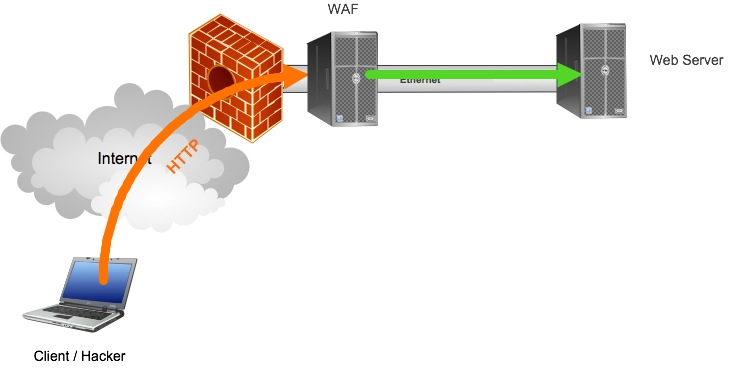 WAF
Web Server
Ethernet
Internet
HTTP
Client / Hacker